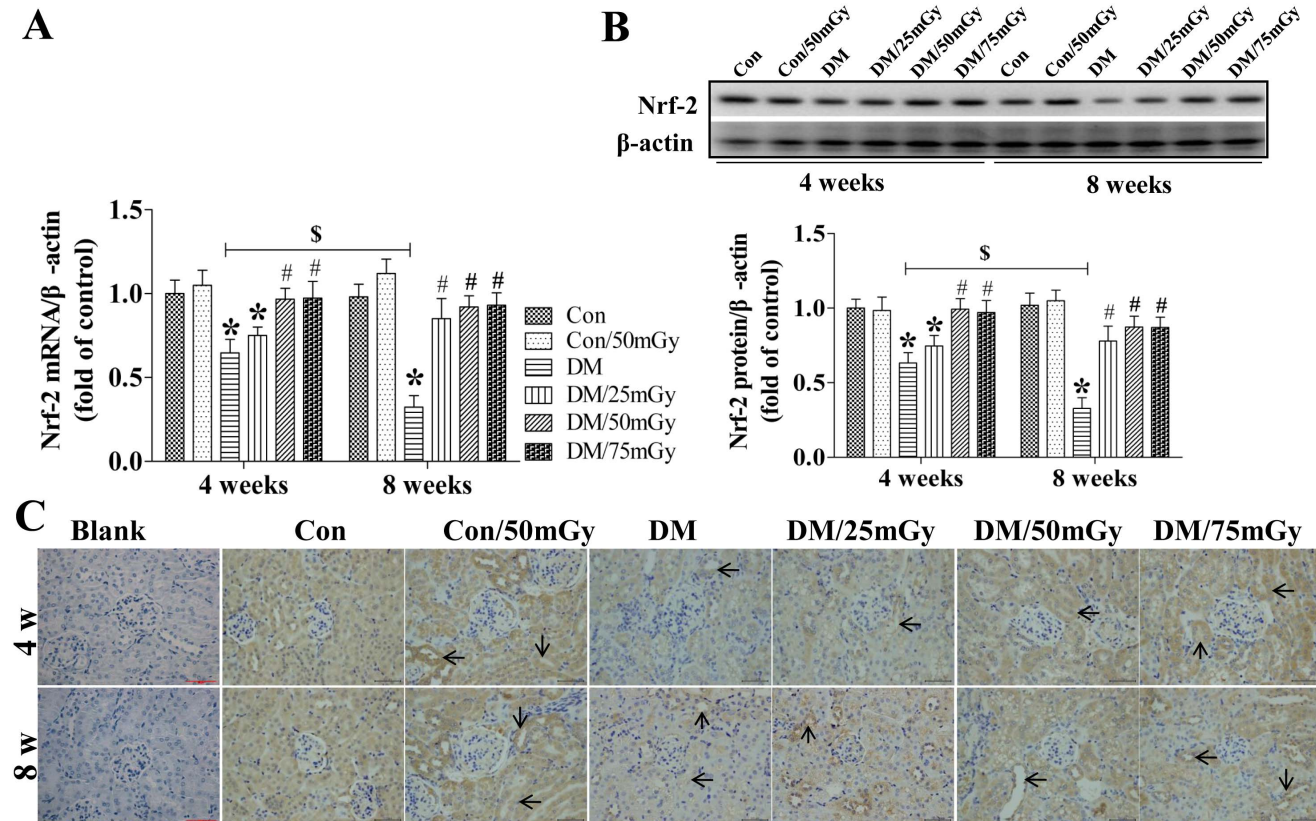 A
B
Con
Con/50mGy
DM
DM/25mGy
DM/50mGy
DM/75mGy
Con
Con/50mGy
DM
DM/25mGy
DM/50mGy
DM/75mGy
Nrf-2
β-actin
4 weeks
8 weeks
Nrf-2 mRNA/β -actin
(fold of control)
1.5
1.0
0.5
0.0
$
* * # #
* # # #
4 weeks
8 weeks
Con
Con/50mGy
DM
DM/25mGy
DM/50mGy
DM/75mGy
Nrf-2 protein/β -actin
(fold of control)
1.5
1.0
0.5
0.0
$
* * # #
* # # #
4 weeks
8 weeks
C
Blank Con Con/50mGy DM DM/25mGy DM/50mGy DM/75mGy
4 w
8 w